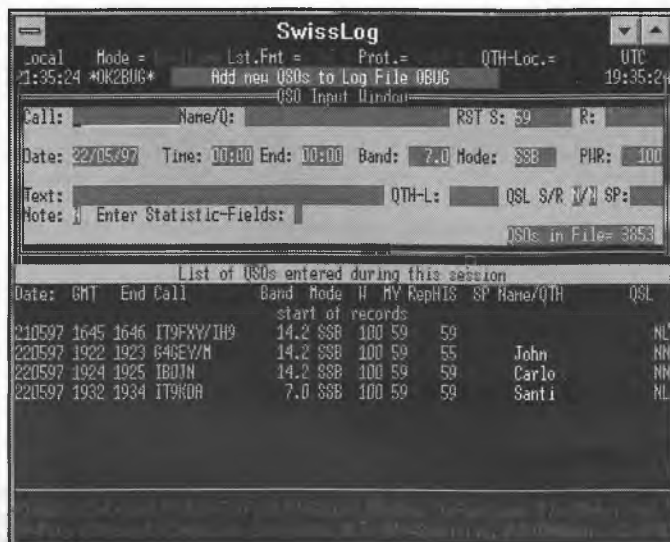 SwissLog
Local Mode = Lst.Fmt = Prot.= QTH-Loc.= UTC
21:35:24 *OK2BUG* Add new QSOs to Log File OBUG 19:35:24
QSO Input Window
Call: Name/Q: RST S: 59 R:
Date: 22/05/97 Time: 00:00 End: 00:00 Band: 7.0 Mode: SSB PWR: 100
Text: QTH-L: QSL S/R N/N SP:
Note: N Enter Statistic-Fields:
QSOs in File= 3853
List of QSOs entered during this session
Date: GMT End Call Band Mode W MY RepHIS SP Name/QTH QSL
start of records
210597 1645 1646 IT9FXY/IH9 14.2 SSB 100 59 59 NL
220597 1922 1923 G4GEY/M 14.2 SSB 100 59 55 John NN
220597 1924 1925 IB0JN 14.2 SSB 100 59 59 Carlo NN
220597 1932 1934 IT9KDA 7.0 SSB 100 59 59 Santi NL